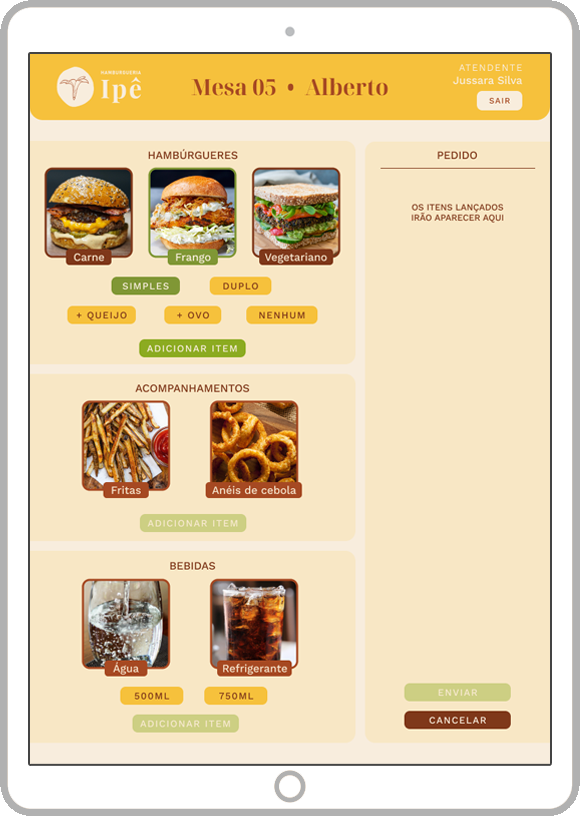 HAMBURGUERIA
Ipê
Mesa 05 • Alberto
ATENDENTE
Jussara Silva
SAIR
HAMBÚRGUERES
Carne
Frango
Vegetariano
SIMPLES
DUPLO
+ QUEIJO
+ OVO
NENHUM
ADICIONAR ITEM
ACOMPANHAMENTOS
Fritas
Anéis de cebola
ADICIONAR ITEM
BEBIDAS
Água
Refrigerante
500ML
750ML
ADICIONAR ITEM
PEDIDO
OS ITENS LANÇADOS
IRÃO APARECER AQUI
ENVIAR
CANCELAR